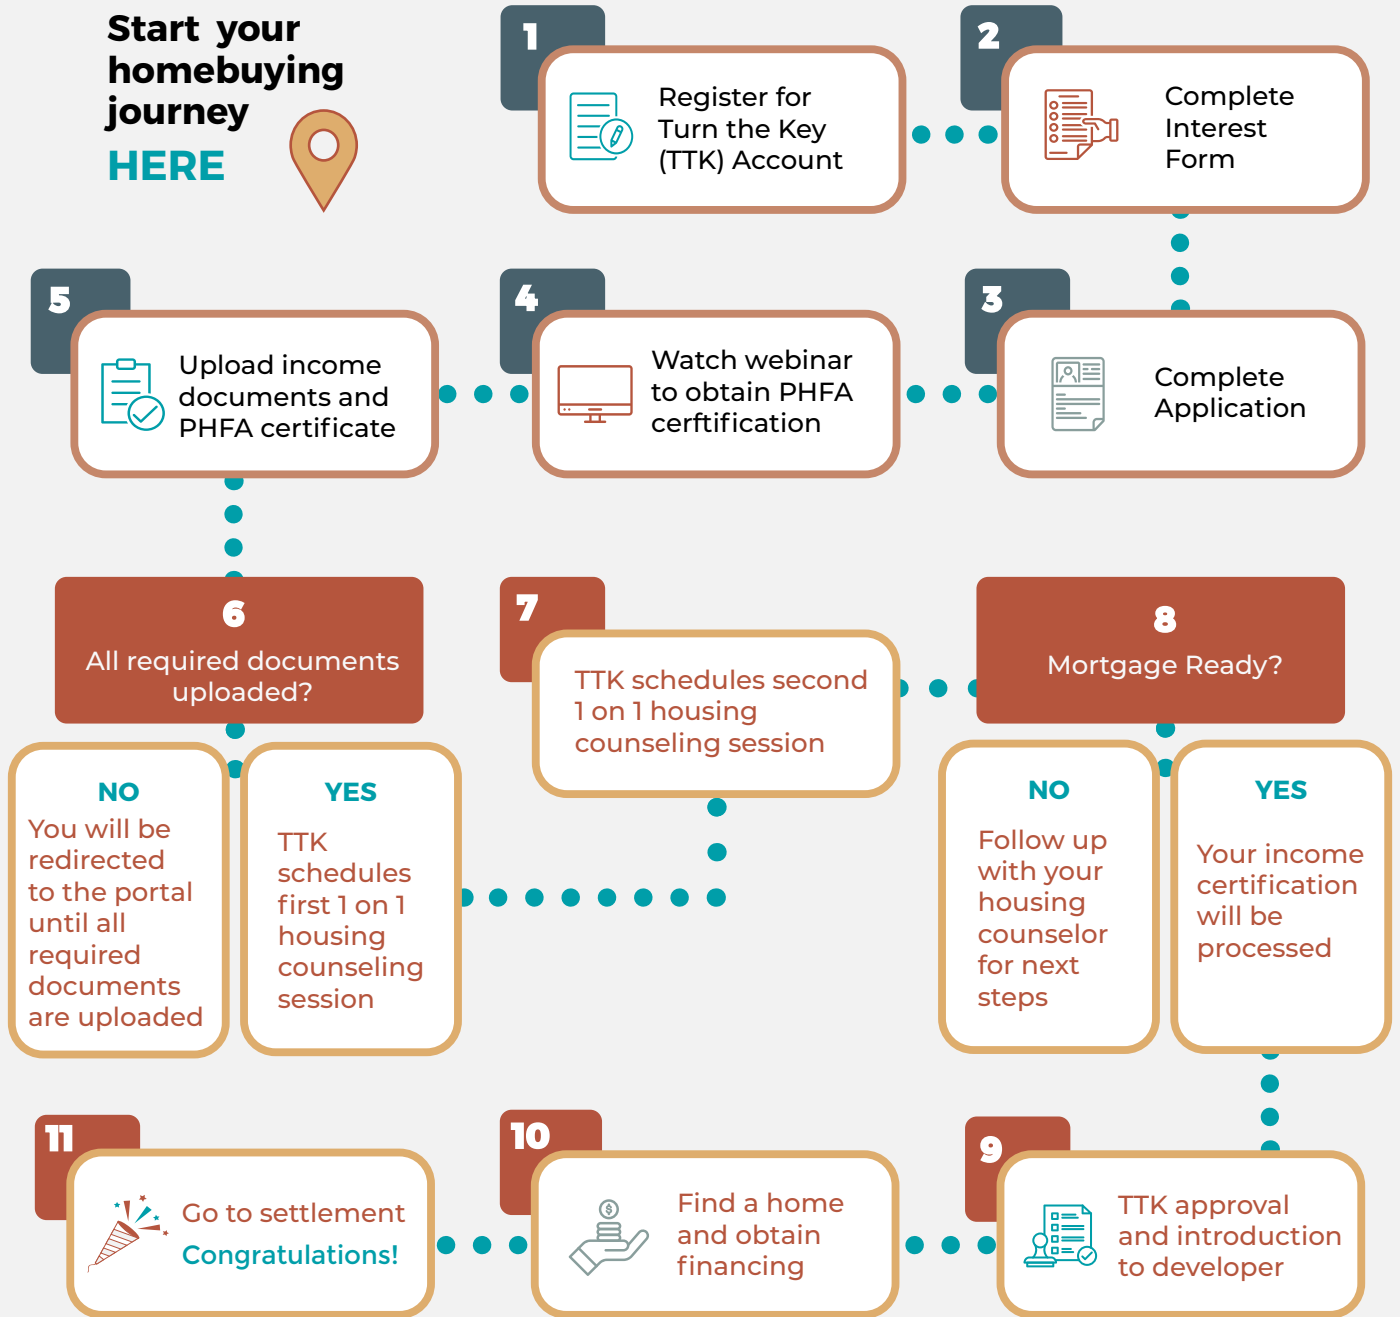 Start your
homebuying
journey
HERE
1
Register for
Turn the Key
(TTK) Account
2
Complete
Interest
Form
3
Complete
Application
4
Watch webinar
to obtain PHFA
cerftification
5
Upload income
documents and
PHFA certificate
6
All required documents
uploaded?
NO
You will be
redirected
to the portal
until all
required
documents
are uploaded
YES
TTK
schedules
first 1 on 1
housing
counseling
session
7
TTK schedules second
1 on 1 housing
counseling session
8
Mortgage Ready?
NO
Follow up
with your
housing
counselor
for next
steps
YES
Your income
certification
will be
processed
9
TTK approval
and introduction
to developer
10
$
Find a home
and obtain
financing
11
Go to settlement
Congratulations!